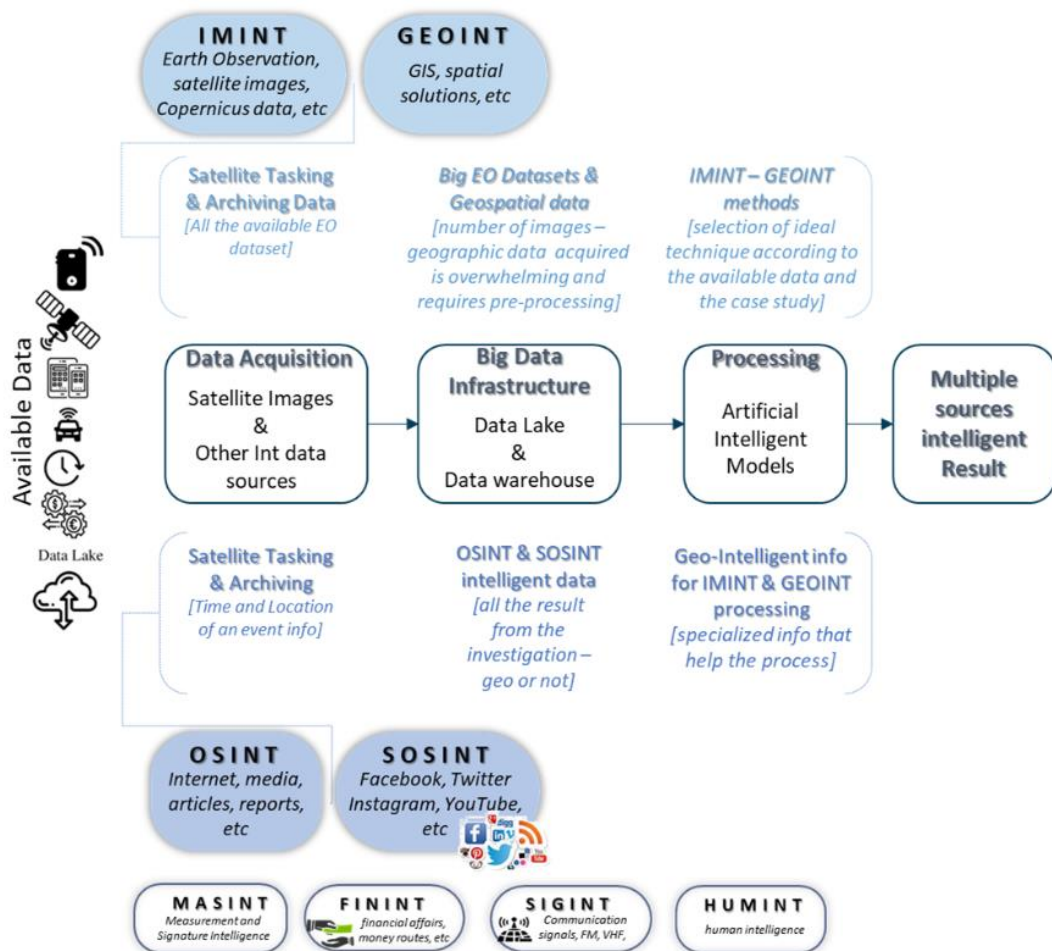 IMINT
Earth Observation,
satellite images,
Copernicus data, etc
GEOINT
GIS, spatial
solutions, etc
Satellite Tasking
& Archiving Data
[All the available EO
dataset]
Big EO Datasets &
Geospatial data
[number of images –
geographic data acquired
is overwhelming and
requires pre-processing]
IMINT – GEOINT
methods
[selection of ideal
technique according to
the available data and
the case study]
Available Data
Data Lake
Data Acquisition
Satellite Images
&
Other Int data
sources
Big Data
Infrastructure
Data Lake
&
Data warehouse
Processing
Artificial
Intelligent
Models
Multiple
sources
intelligent
Result
Satellite Tasking
& Archiving
[Time and Location
of an event info]
OSINT & SOSINT
intelligent data
[all the result
from the
investigation –
geo or not]
Geo-Intelligent info
for IMINT & GEOINT
processing
[specialized info that
help the process]
OSINT
Internet, media,
articles, reports,
etc
SOSINT
Facebook, Twitter
Instagram, YouTube,
etc
digg
MASINT
Measurement and
Signature Intelligence
FININT
financial affairs,
money routes, etc
SIGINT
Communication
signals, FM, VHF,
HUMINT
human intelligence